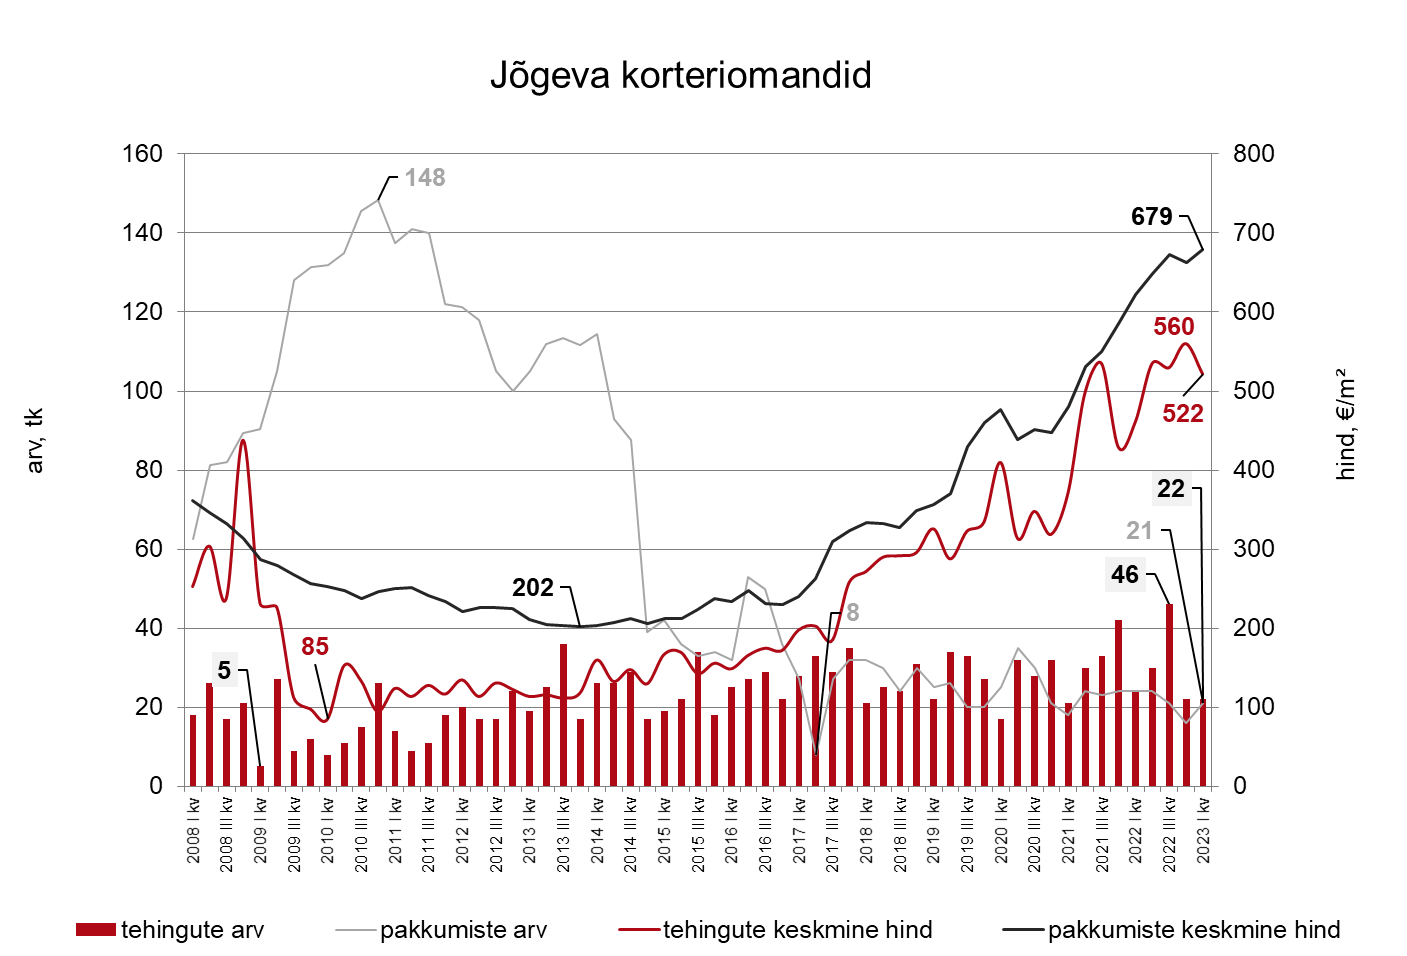 Jõgeva korteriomandid
160
140
120
100
80
60
40
20
0
arv, tk
800
700
600
500
400
300
200
100
0
hind, €/m²
148
679
560
522
22
21
46
202
8
85
5
2008 I kv
2008 III kv
2009 I kv
2009 III kv
2010 I kv
2010 III kv
2011 I kv
2011 III kv
2012 I kv
2012 III kv
2013 I kv
2013 III kv
2014 I kv
2014 III kv
2015 I kv
2015 III kv
2016 I kv
2016 III kv
2017 I kv
2017 III kv
2018 I kv
2018 III kv
2019 I kv
2019 III kv
2020 I kv
2020 III kv
2021 I kv
2021 III kv
2022 I kv
2022 III kv
2023 I kv
tehingute arv
pakkumiste arv
tehingute keskmine hind
pakkumiste keskmine hind